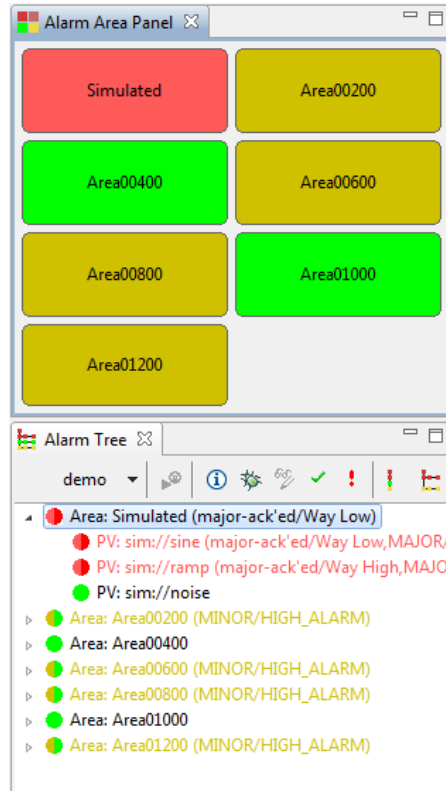 Alarm Area Panel
Simulated Area00200
Area00400 Area00600
Area00800 Area01000
Area01200
Alarm Tree
demo
Area: Simulated (major-ack'ed/Way Low)
PV: sim://sine (major-ack'ed/Way Low,MAJOR/
PV: sim://ramp (major-ack'ed/Way High,MAJO
PV: sim://noise
Area: Area00200 (MINOR/HIGH_ALARM)
Area: Area00400
Area: Area00600 (MINOR/HIGH_ALARM)
Area: Area00800 (MINOR/HIGH_ALARM)
Area: Area01000
Area: Area01200 (MINOR/HIGH_ALARM)